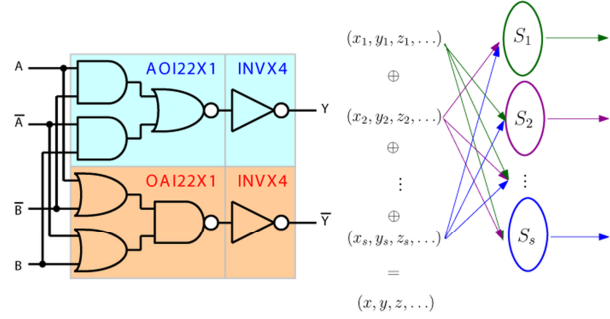 A
A̅
B̅
B
AOI22X1 INVX4
Y
OAI22X1 INVX4
Y̅
(x₁, y₁, z₁, . . .)
⊕
(x₂, y₂, z₂, . . .)
⊕
⋮
⊕
(xₛ, yₛ, zₛ, . . .)
=
(x, y, z, . . .)
S₁
S₂
⋮
Sₛ